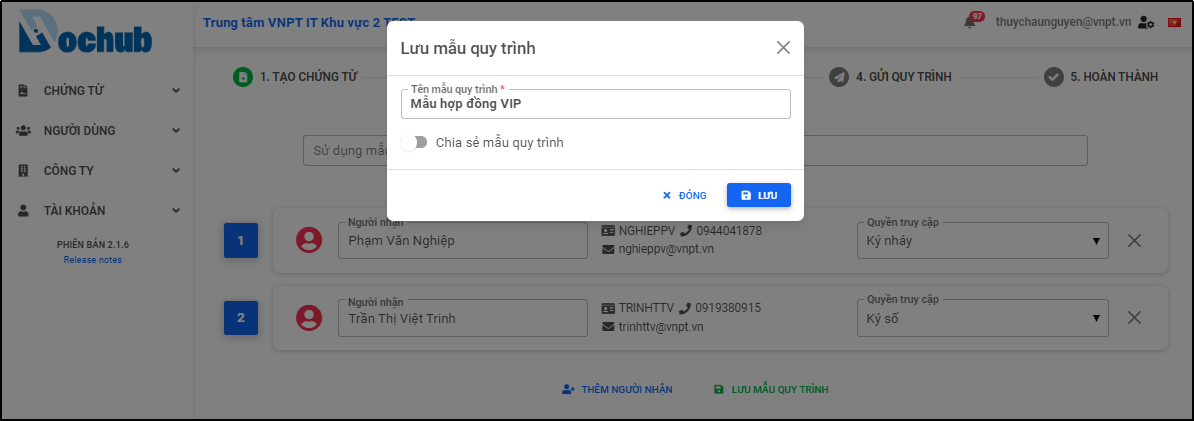 Dochub
Trung tâm VNPT IT Khu vực 2 TEST
97
thuychaunguyen@vnpt.vn
CHỨNG TỪ
NGƯỜI DÙNG
CÔNG TY
TÀI KHOẢN
PHIÊN BẢN 2.1.6
Release notes
1. TẠO CHỨNG TỪ
4. GỬI QUY TRÌNH
5. HOÀN THÀNH
Lưu mẫu quy trình
Tên mẫu quy trình *
Mẫu hợp đồng VIP
Chia sẻ mẫu quy trình
ĐÓNG
LƯU
Sử dụng mẫu
1
Người nhận
Phạm Văn Nghiệp
NGHIEPPV 0944041878
nghieppv@vnpt.vn
Quyền truy cập
Ký nháy
2
Người nhận
Trần Thị Việt Trinh
TRINHTTV 0919380915
trinhttv@vnpt.vn
Quyền truy cập
Ký số
THÊM NGƯỜI NHẬN
LƯU MẪU QUY TRÌNH